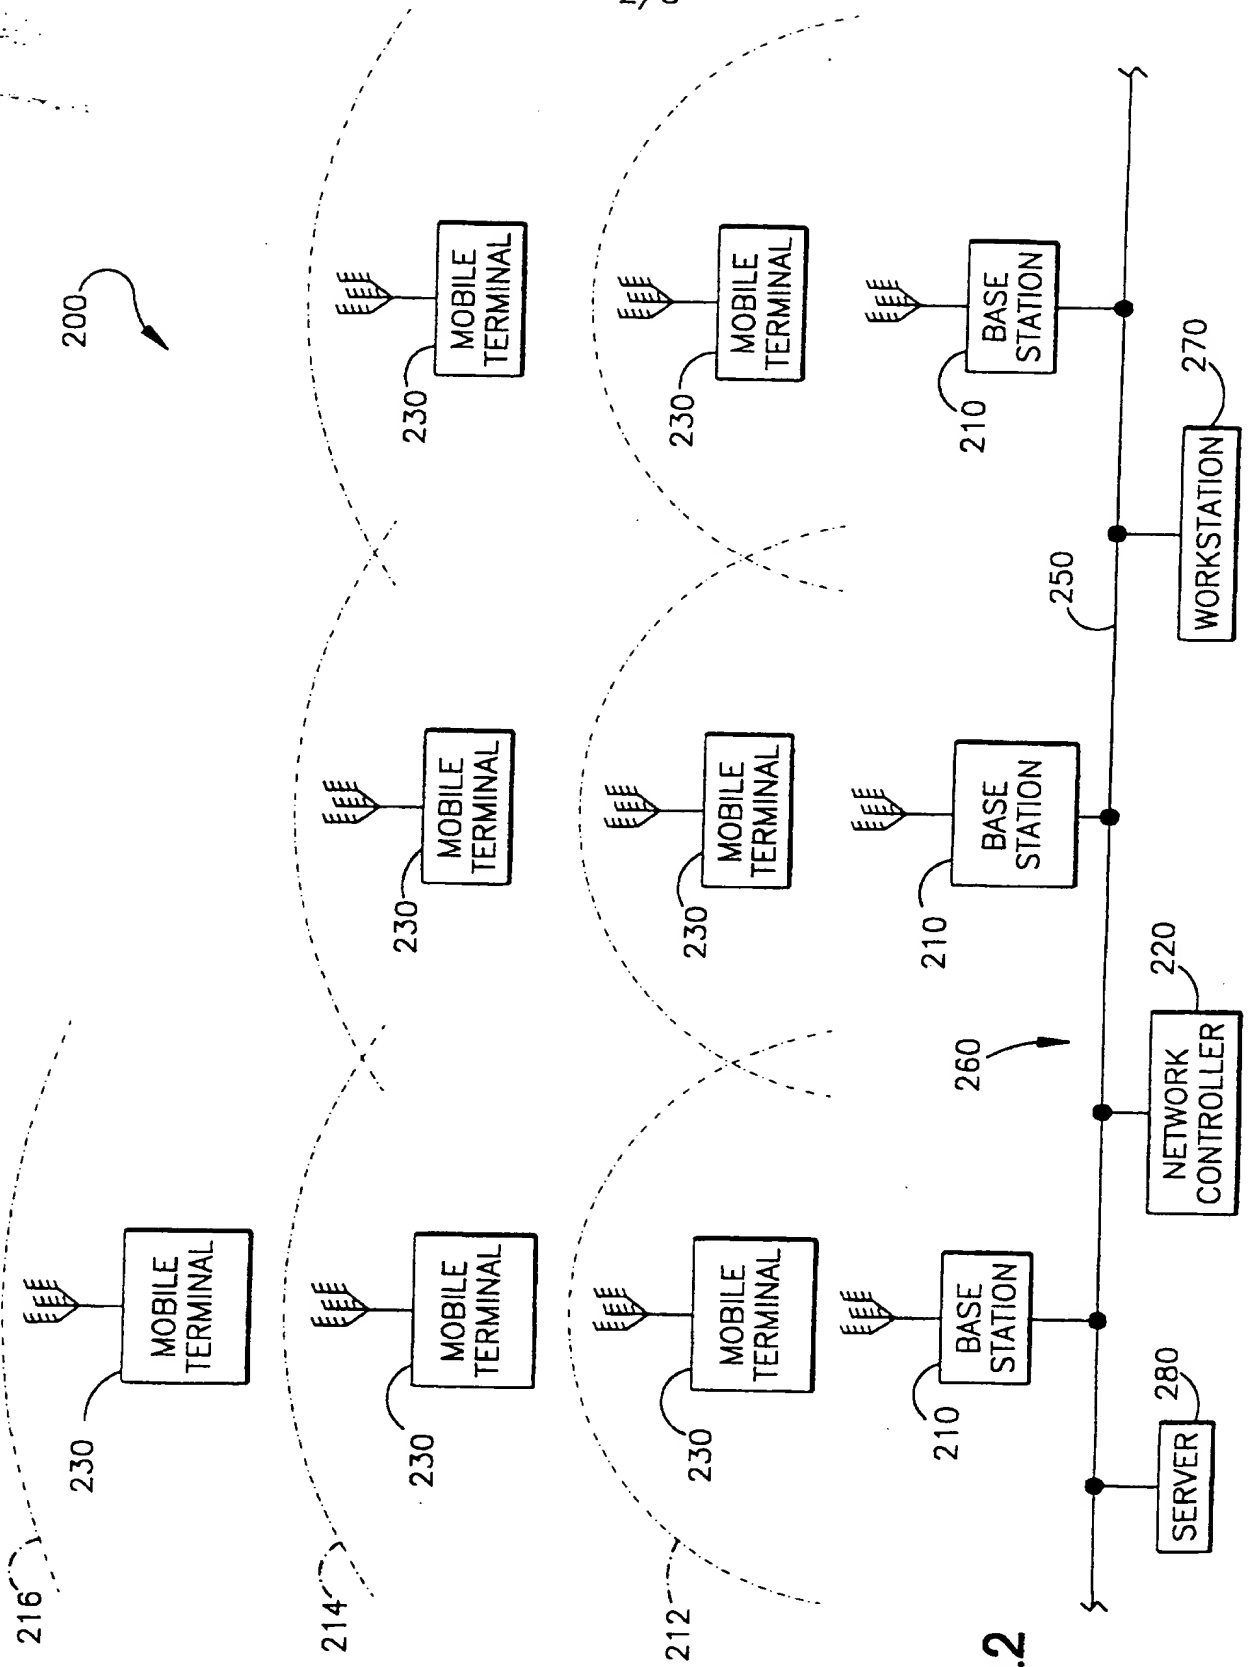 200
216
230
MOBILE
TERMINAL
214
230
MOBILE
TERMINAL
230
MOBILE
TERMINAL
230
MOBILE
TERMINAL
212
230
MOBILE
TERMINAL
230
MOBILE
TERMINAL
230
MOBILE
TERMINAL
210
BASE
STATION
210
BASE
STATION
210
BASE
STATION
260
250
280
SERVER
220
NETWORK
CONTROLLER
270
WORKSTATION
.2